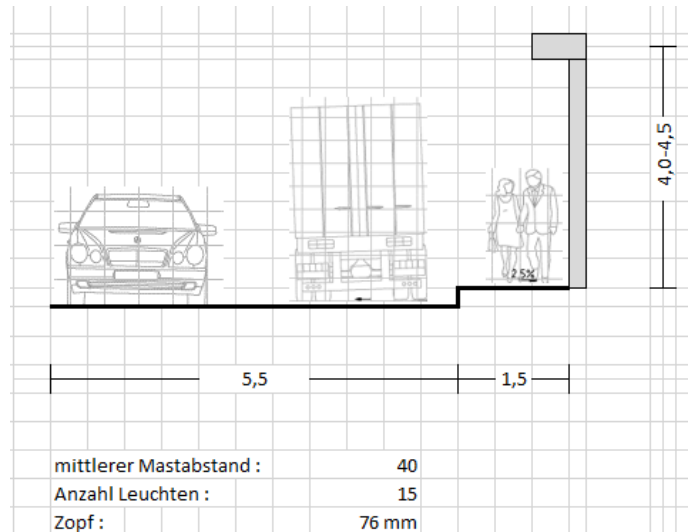 4,0-4,5
2,5%
5,5
1,5
mittlerer Mastabstand : 40
Anzahl Leuchten : 15
Zopf : 76 mm